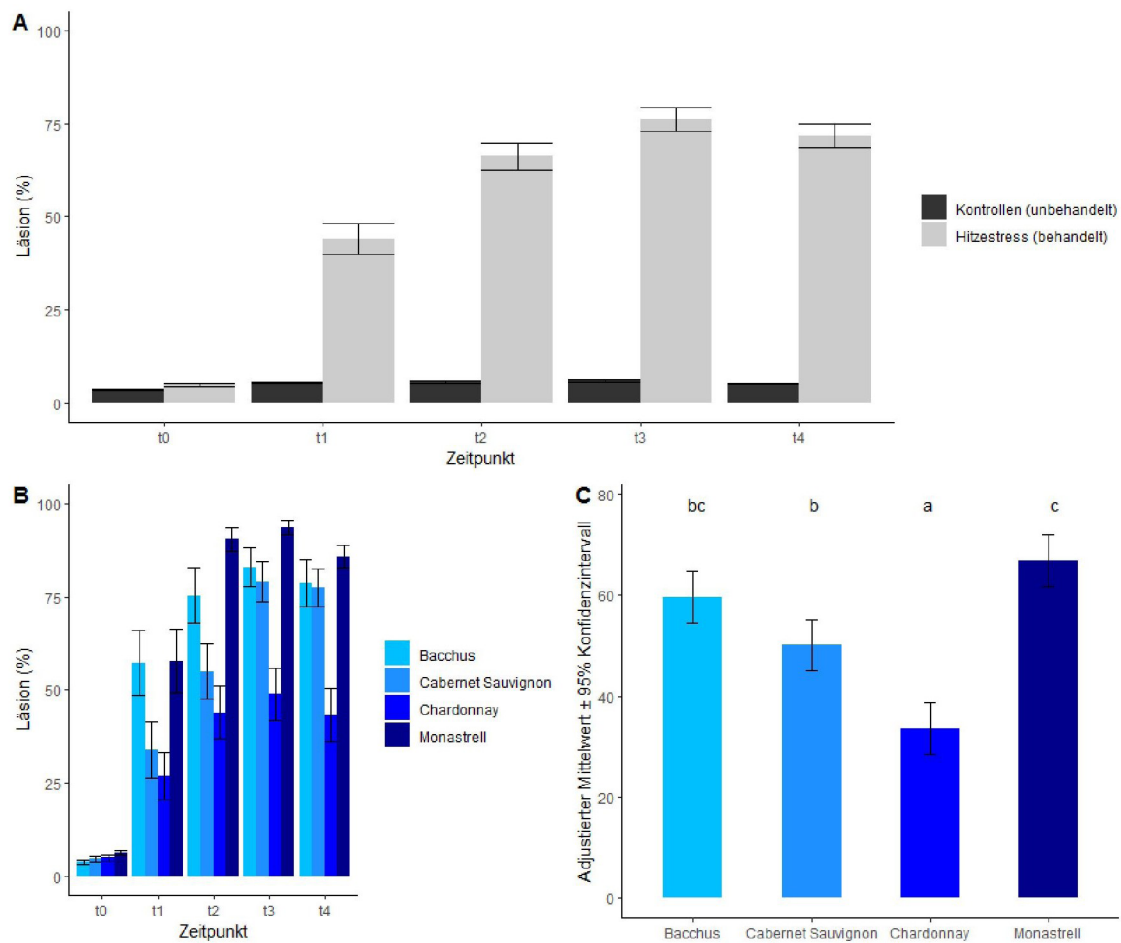 A
100
75
50
25
0
Läsion (%)
t0 t1 t2 t3 t4
Zeitpunkt
Kontrollen (unbehandelt)
Hitzestress (behandelt)
B
100
75
50
25
0
Läsion (%)
t0 t1 t2 t3 t4
Zeitpunkt
Bacchus
Cabernet Sauvignon
Chardonnay
Monastrell
C
80
60
40
20
0
Adjustierter Mittelwert ± 95% Konfidenzintervall
bc b a c
Bacchus Cabernet Sauvignon Chardonnay Monastrell